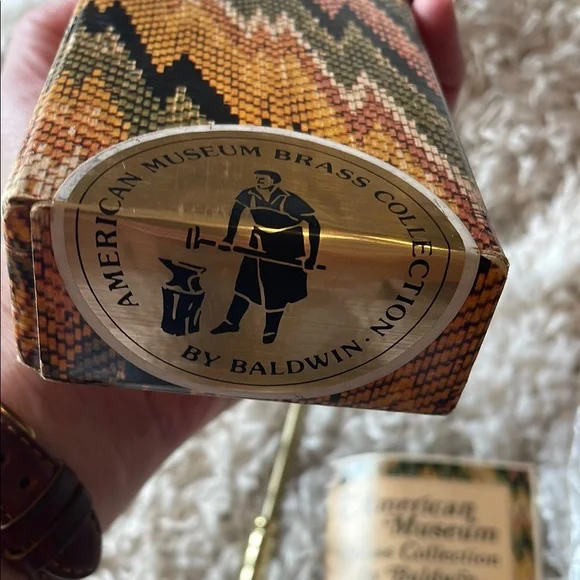 AMERICAN MUSEUM BRASS COLLECTION
BY BALDWIN.
American
Museum
Collection